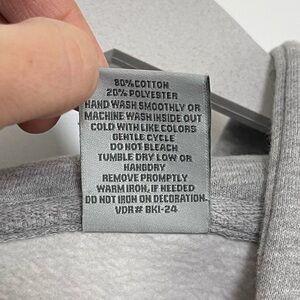 80% COTTON
20% POLYESTER
HAND WASH SMOOTHLY OR
MACHINE WASH INSIDE OUT
COLD WITH LIKE COLORS
GENTLE CYCLE
DO NOT BLEACH
TUMBLE DRY LOW OR
HANGDRY
REMOVE PROMPTLY
WARM IRON, IF NEEDED
DO NOT IRON ON DECORATION.
VDR# BKI-24